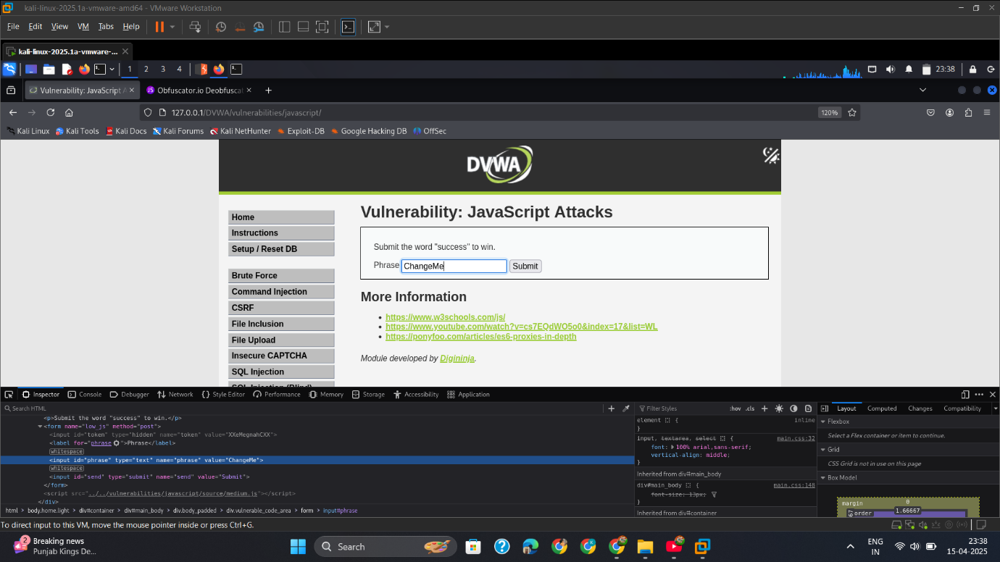 kali-linux-2025.1a-vmware-amd64 - VMware Workstation
File Edit View VM Tabs Help
kali-linux-2025.1a-vmware-...
1 2 3 4 23:38
Vulnerability: JavaScript A
JS Obfuscator.io Deobfuscat
127.0.0.1/DVWA/vulnerabilities/javascript/ 120%
Kali Linux Kali Tools Kali Docs Kali Forums Kali NetHunter Exploit-DB Google Hacking DB OffSec
DVWA
Home
Instructions
Setup / Reset DB
Brute Force
Command Injection
CSRF
File Inclusion
File Upload
Insecure CAPTCHA
SQL Injection
SQL Injection (Blind)
Vulnerability: JavaScript Attacks
Submit the word "success" to win.
Phrase ChangeMe Submit
More Information
https://www.w3schools.com/js/
https://www.youtube.com/watch?v=cs7EQdWO5o0&index=17&list=WL
https://ponyfoo.com/articles/es6-proxies-in-depth
Module developed by Digininja.
Inspector Console Debugger Network Style Editor Performance Memory Storage Accessibility Application
Search HTML
<p>Submit the word "success" to win.</p>
<form name="low_js" method="post">
<input id="token" type="hidden" name="token" value="XXeMegnahCXX">
<label for="phrase">Phrase</label>
whitespace
<input id="phrase" type="text" name="phrase" value="ChangeMe">
whitespace
<input id="send" type="submit" name="send" value="Submit">
</form>
<script src="../../vulnerabilities/javascript/source/medium.js"></script>
</div>
html body.home.light div#container div#main_body div.body_padded div.vulnerable_code_area form input#phrase
Filter Styles :hov .cls
element { inline
}
input, textarea, select { main.css:32
font: 100% arial,sans-serif;
vertical-align: middle;
}
Inherited from div#main_body
div#main_body { main.css:148
font-size: 13px;
}
Inherited from div#container
Layout Computed Changes Compatibility
Flexbox
Select a Flex container or item to continue.
Grid
CSS Grid is not in use on this page
Box Model
margin 0
1.66667
To direct input to this VM, move the mouse pointer inside or press Ctrl+G.
2
Breaking news
Punjab Kings De...
Search
ENG
IN
23:38
15-04-2025